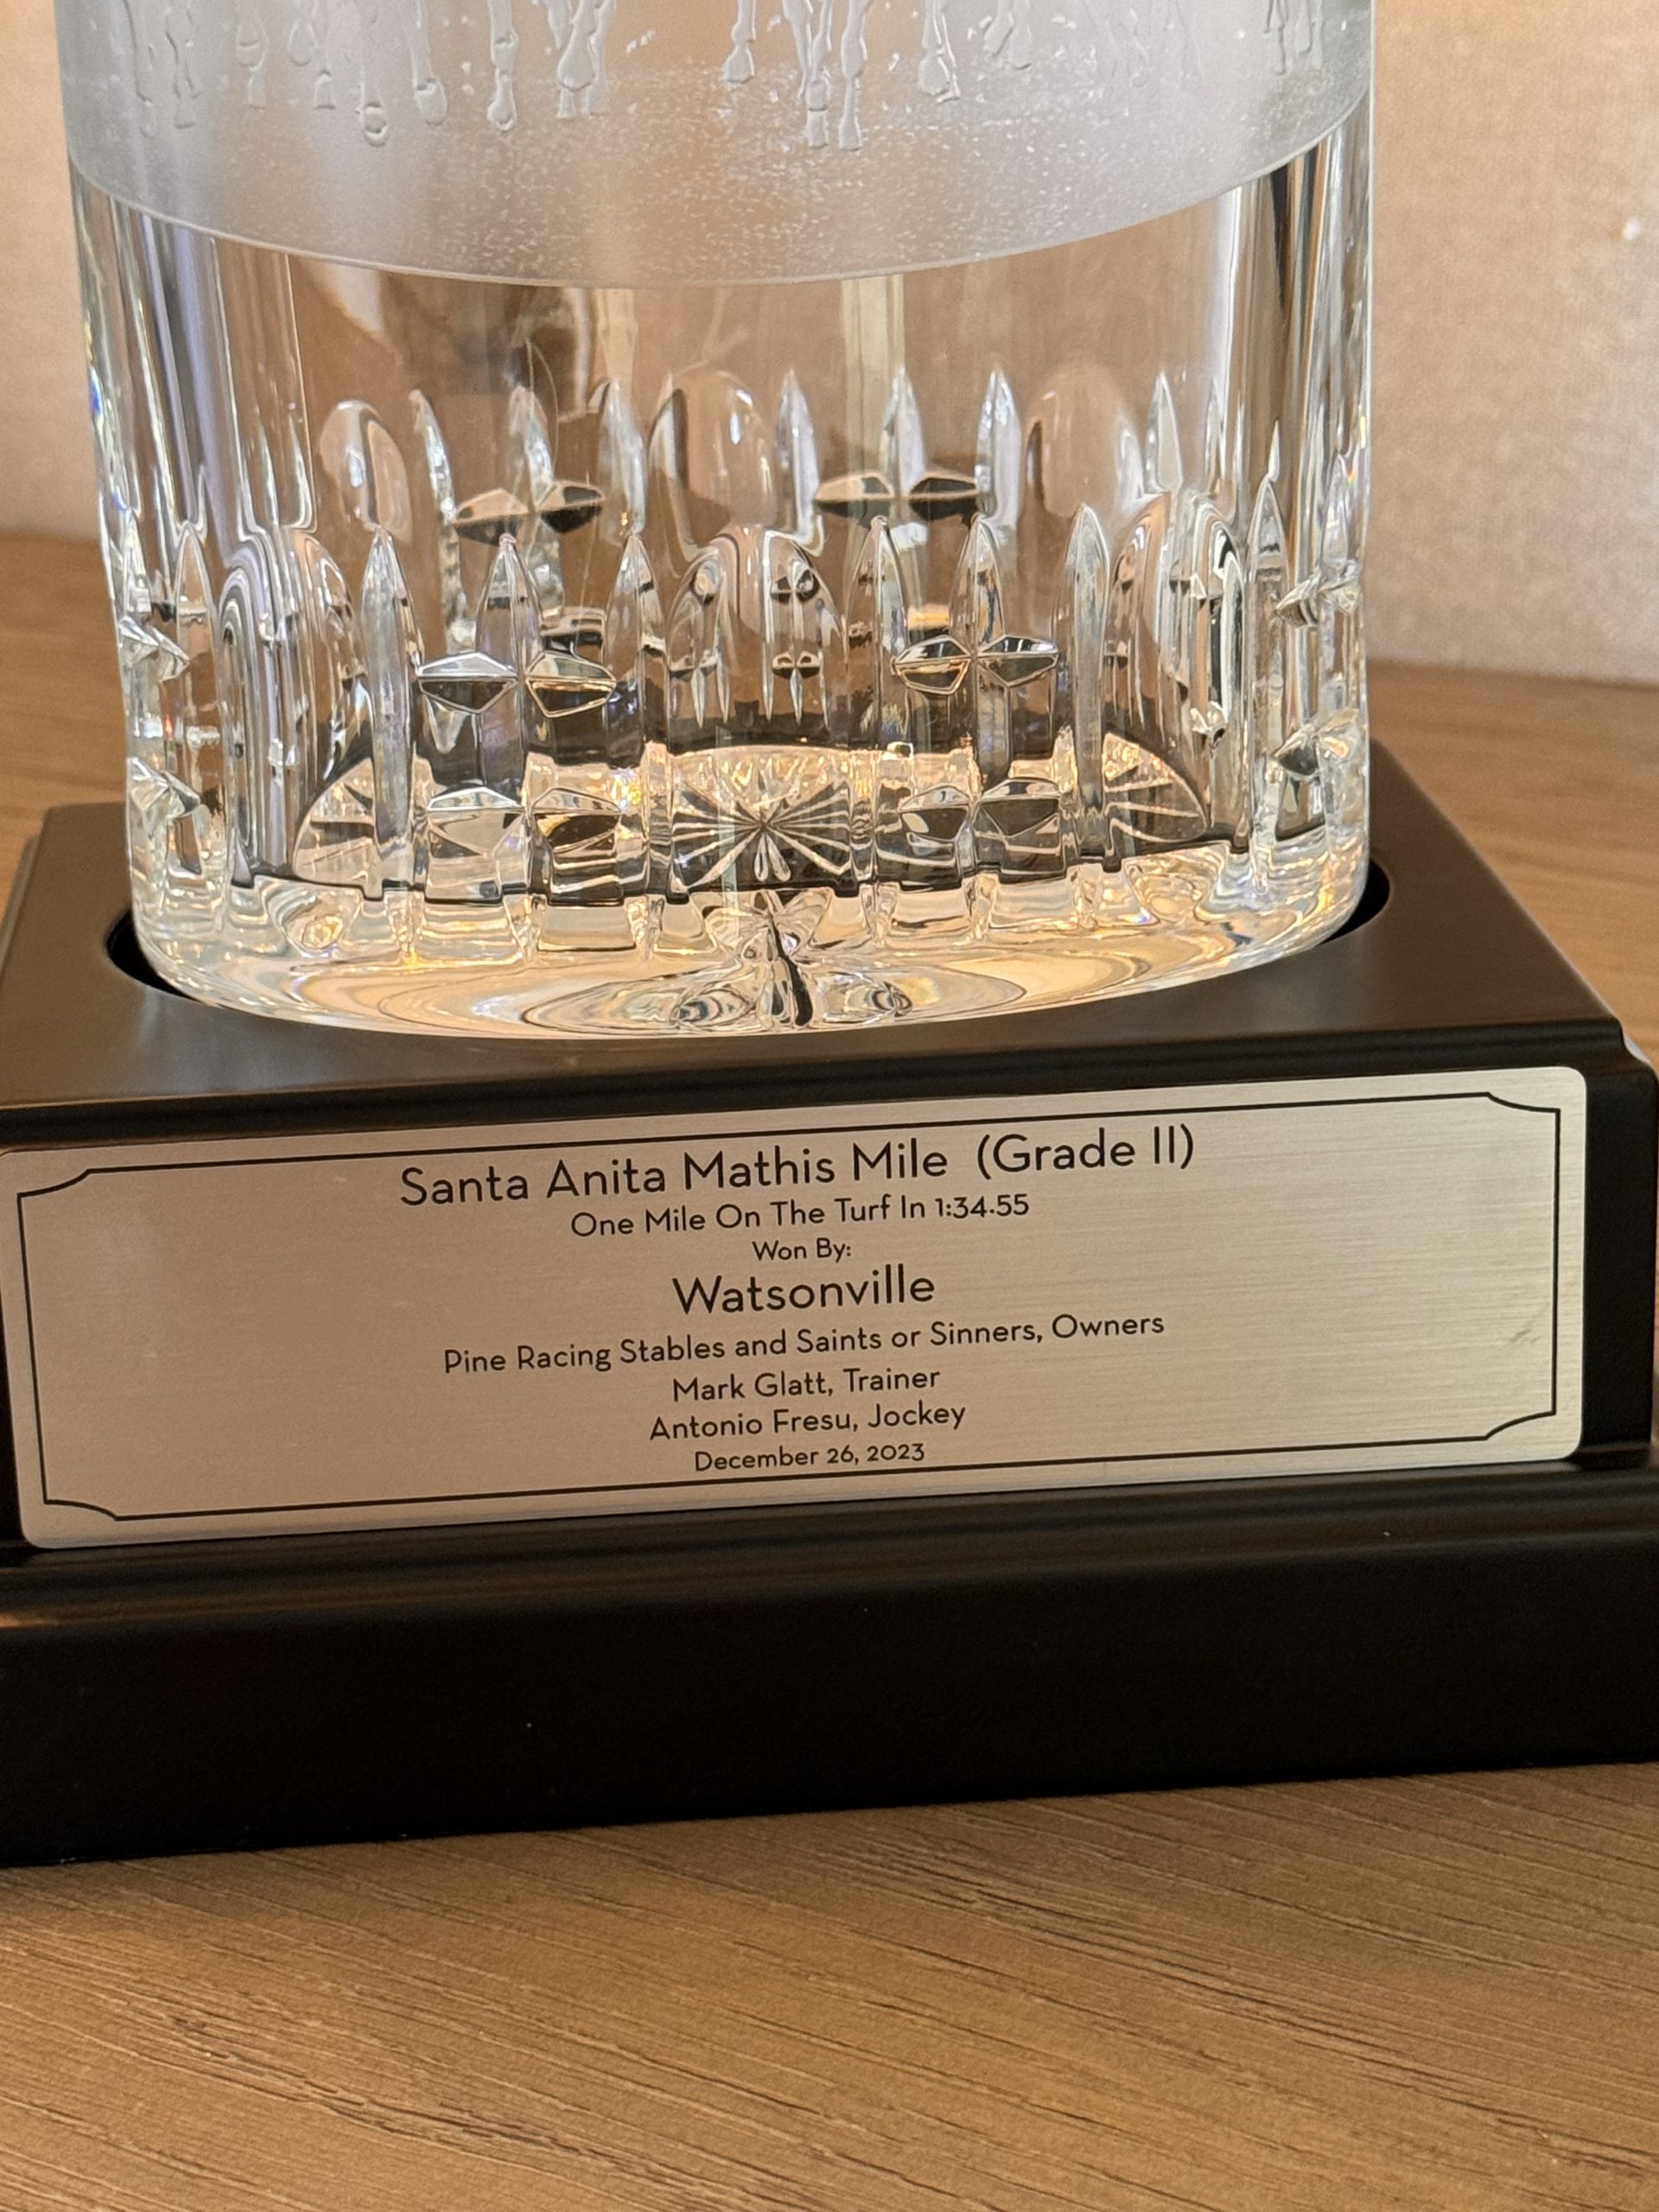 Santa Anita Mathis Mile (Grade II)
One Mile On The Turf In 1:34.55
Won By:
Watsonville
Pine Racing Stables and Saints or Sinners, Owners
Mark Glatt, Trainer
Antonio Fresu, Jockey
December 26, 2023